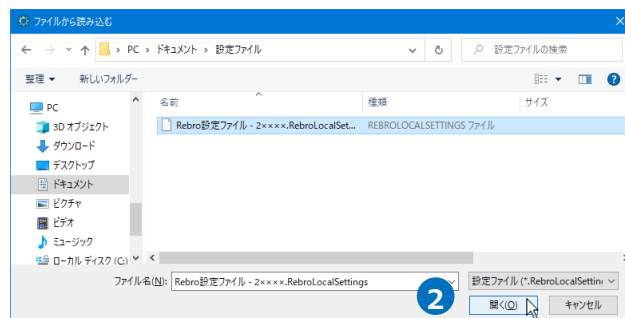 ファイルから読み込む
PC › ドキュメント › 設定ファイル
設定ファイルの検索
整理 新しいフォルダー
名前 種類 サイズ
PC
3D オブジェクト
ダウンロード
デスクトップ
ドキュメント
ピクチャ
ビデオ
ミュージック
ローカル ディスク (C:)
Rebro設定ファイル - 2××××.RebroLocalSet... REBROLOCALSETTINGS ファイル
ファイル名(N): Rebro設定ファイル - 2××××.RebroLocalSettings
設定ファイル (*.RebroLocalSettin
2
開く(O) キャンセル